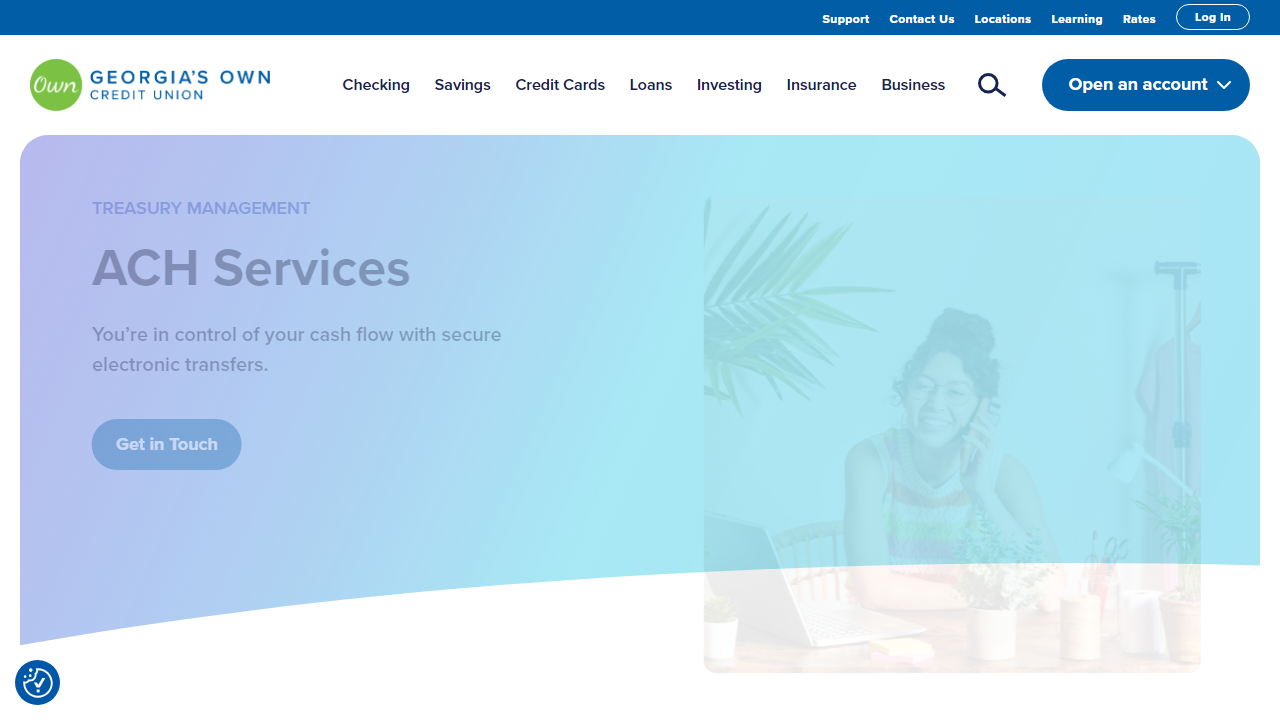 Support Contact Us Locations Learning Rates Log In
Own GEORGIA'S OWN
CREDIT UNION
Checking Savings Credit Cards Loans Investing Insurance Business Open an account
TREASURY MANAGEMENT
ACH Services
You’re in control of your cash flow with secure
electronic transfers.
Get in Touch